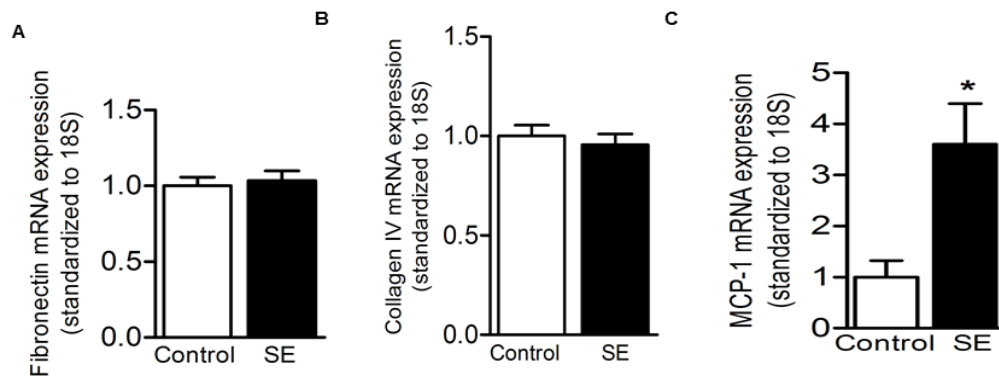 A
Fibronectin mRNA expression
(standardized to 18S)
1.5
1.0
0.5
0.0
Control SE
B
Collagen IV mRNA expression
(standardized to 18S)
1.5
1.0
0.5
0.0
Control SE
C
MCP-1 mRNA expression
(standardized to 18S)
5
4
3
2
1
0
*
Control SE